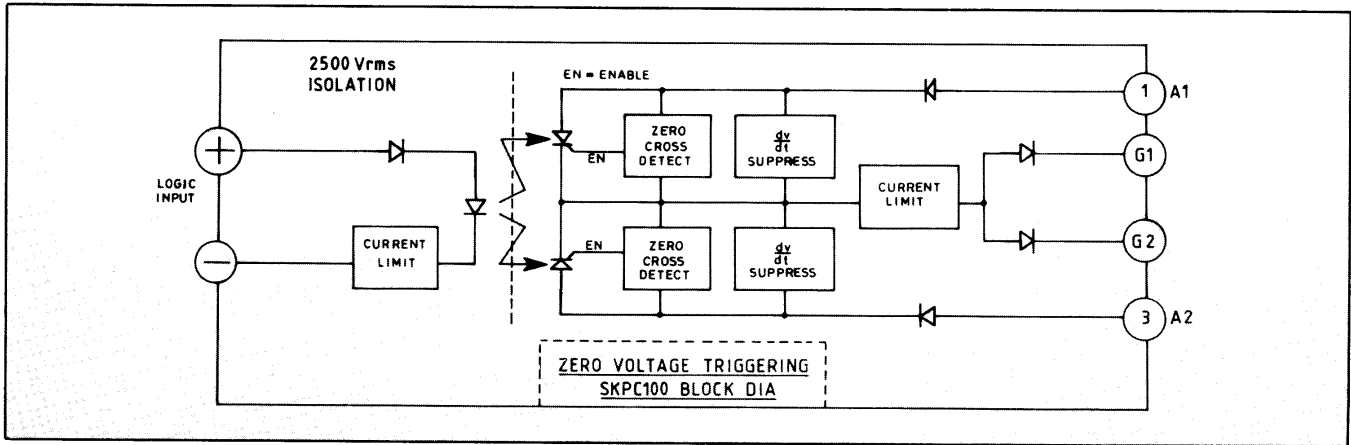 2500 Vrms
ISOLATION
EN = ENABLE
1
A1
+
ZERO
CROSS
DETECT
dv
dt
SUPPRESS
EN
G1
LOGIC
INPUT
CURRENT
LIMIT
−
CURRENT
LIMIT
EN
ZERO
CROSS
DETECT
dv
dt
SUPPRESS
G2
3
A2
ZERO VOLTAGE TRIGGERING
SKPC100 BLOCK DIA